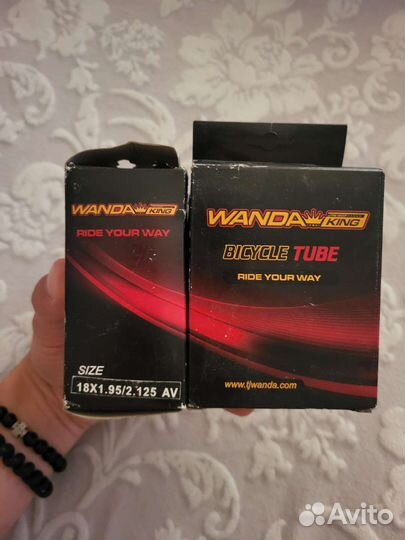 WANDA KING
RIDE YOUR WAY
SIZE
18X1.95/2.125 AV
WANDA KING
BICYCLE TUBE
RIDE YOUR WAY
www.tjwanda.com
Avito